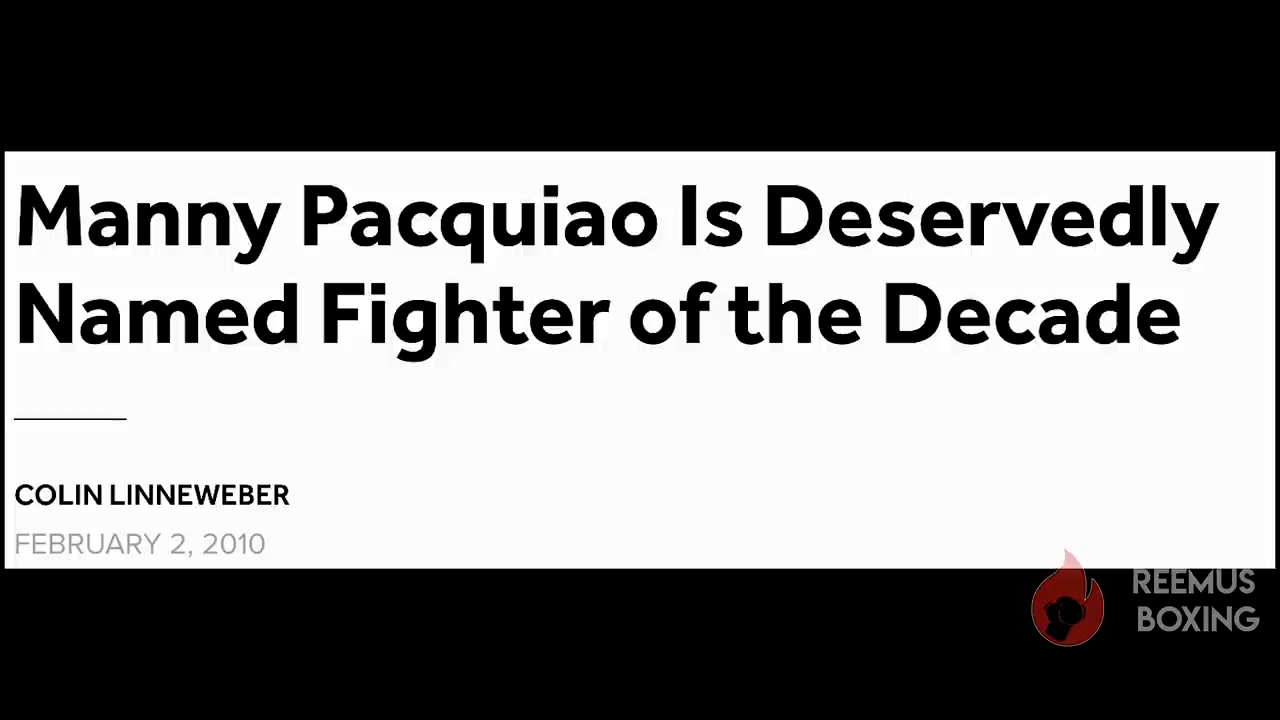 Manny Pacquiao Is Deservedly
Named Fighter of the Decade
COLIN LINNEWEBER
FEBRUARY 2, 2010
REEMUS
BOXING